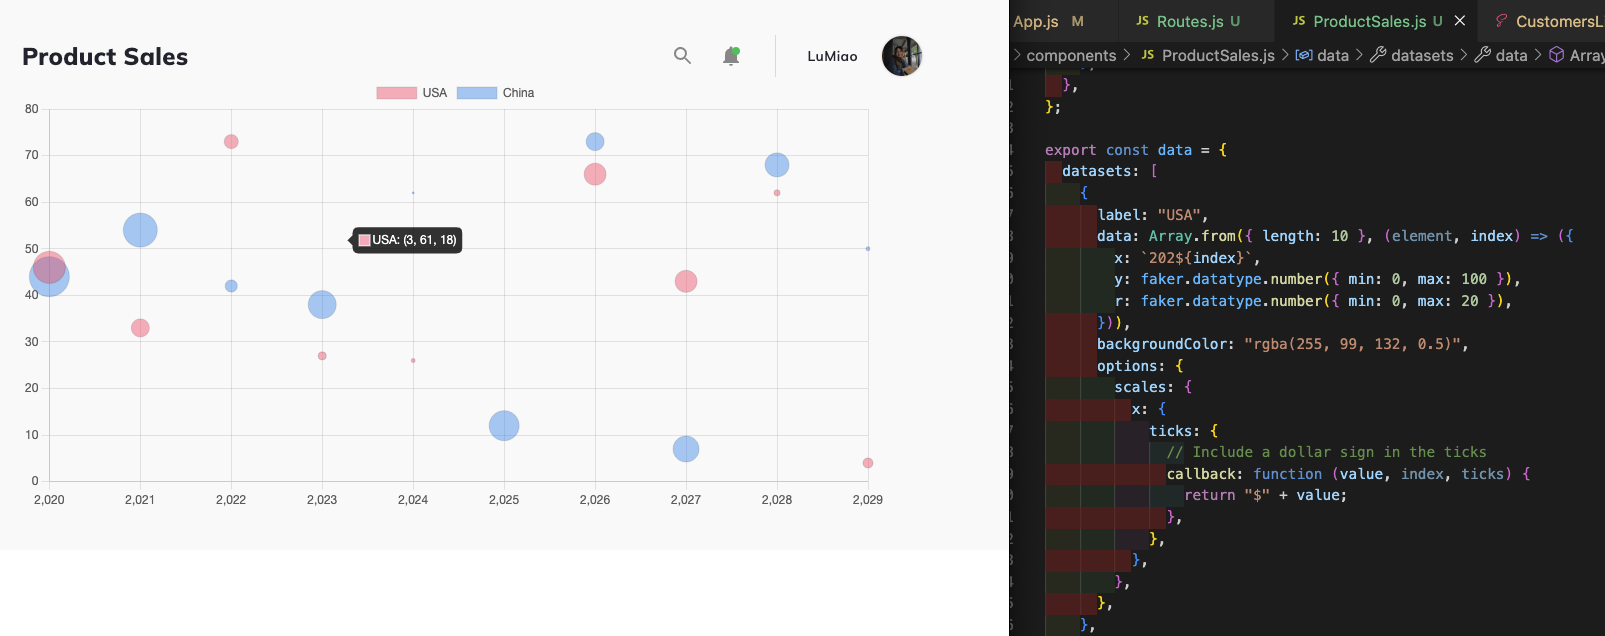 Product Sales
LuMiao
USA China
80
70
60
50
40
30
20
10
0
2,020 2,021 2,022 2,023 2,024 2,025 2,026 2,027 2,028 2,029
USA: (3, 61, 18)
App.js M JS Routes.js U JS ProductSales.js U × CustomersL
> components > JS ProductSales.js > data > datasets > data > Array
},
};
export const data = {
datasets: [
{
label: "USA",
data: Array.from({ length: 10 }, (element, index) => ({
x: `202${index}`,
y: faker.datatype.number({ min: 0, max: 100 }),
r: faker.datatype.number({ min: 0, max: 20 }),
})),
backgroundColor: "rgba(255, 99, 132, 0.5)",
options: {
scales: {
x: {
ticks: {
// Include a dollar sign in the ticks
callback: function (value, index, ticks) {
return "$" + value;
},
},
},
},
},
},